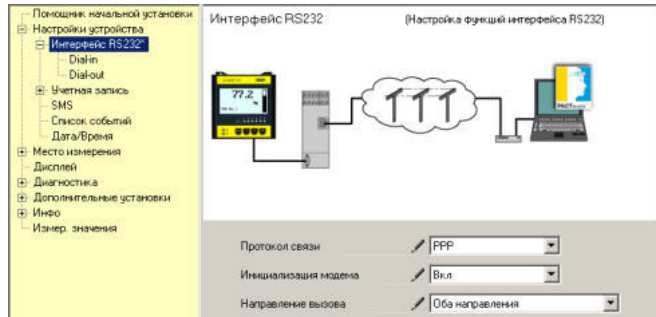 Помощник начальной установки
Настройки устройства
Интерфейс RS232*
Dial-in
Dial-out
Учетная запись
SMS
Список событий
Дата/Время
Место измерения
Дисплей
Диагностика
Дополнительные установки
Инфо
Измер. значения
Интерфейс RS232
(Настройка функций интерфейса RS232)
77.2
PACTware
Протокол связи
PPP
Инициализация модема
Вкл
Направление вызова
Оба направления